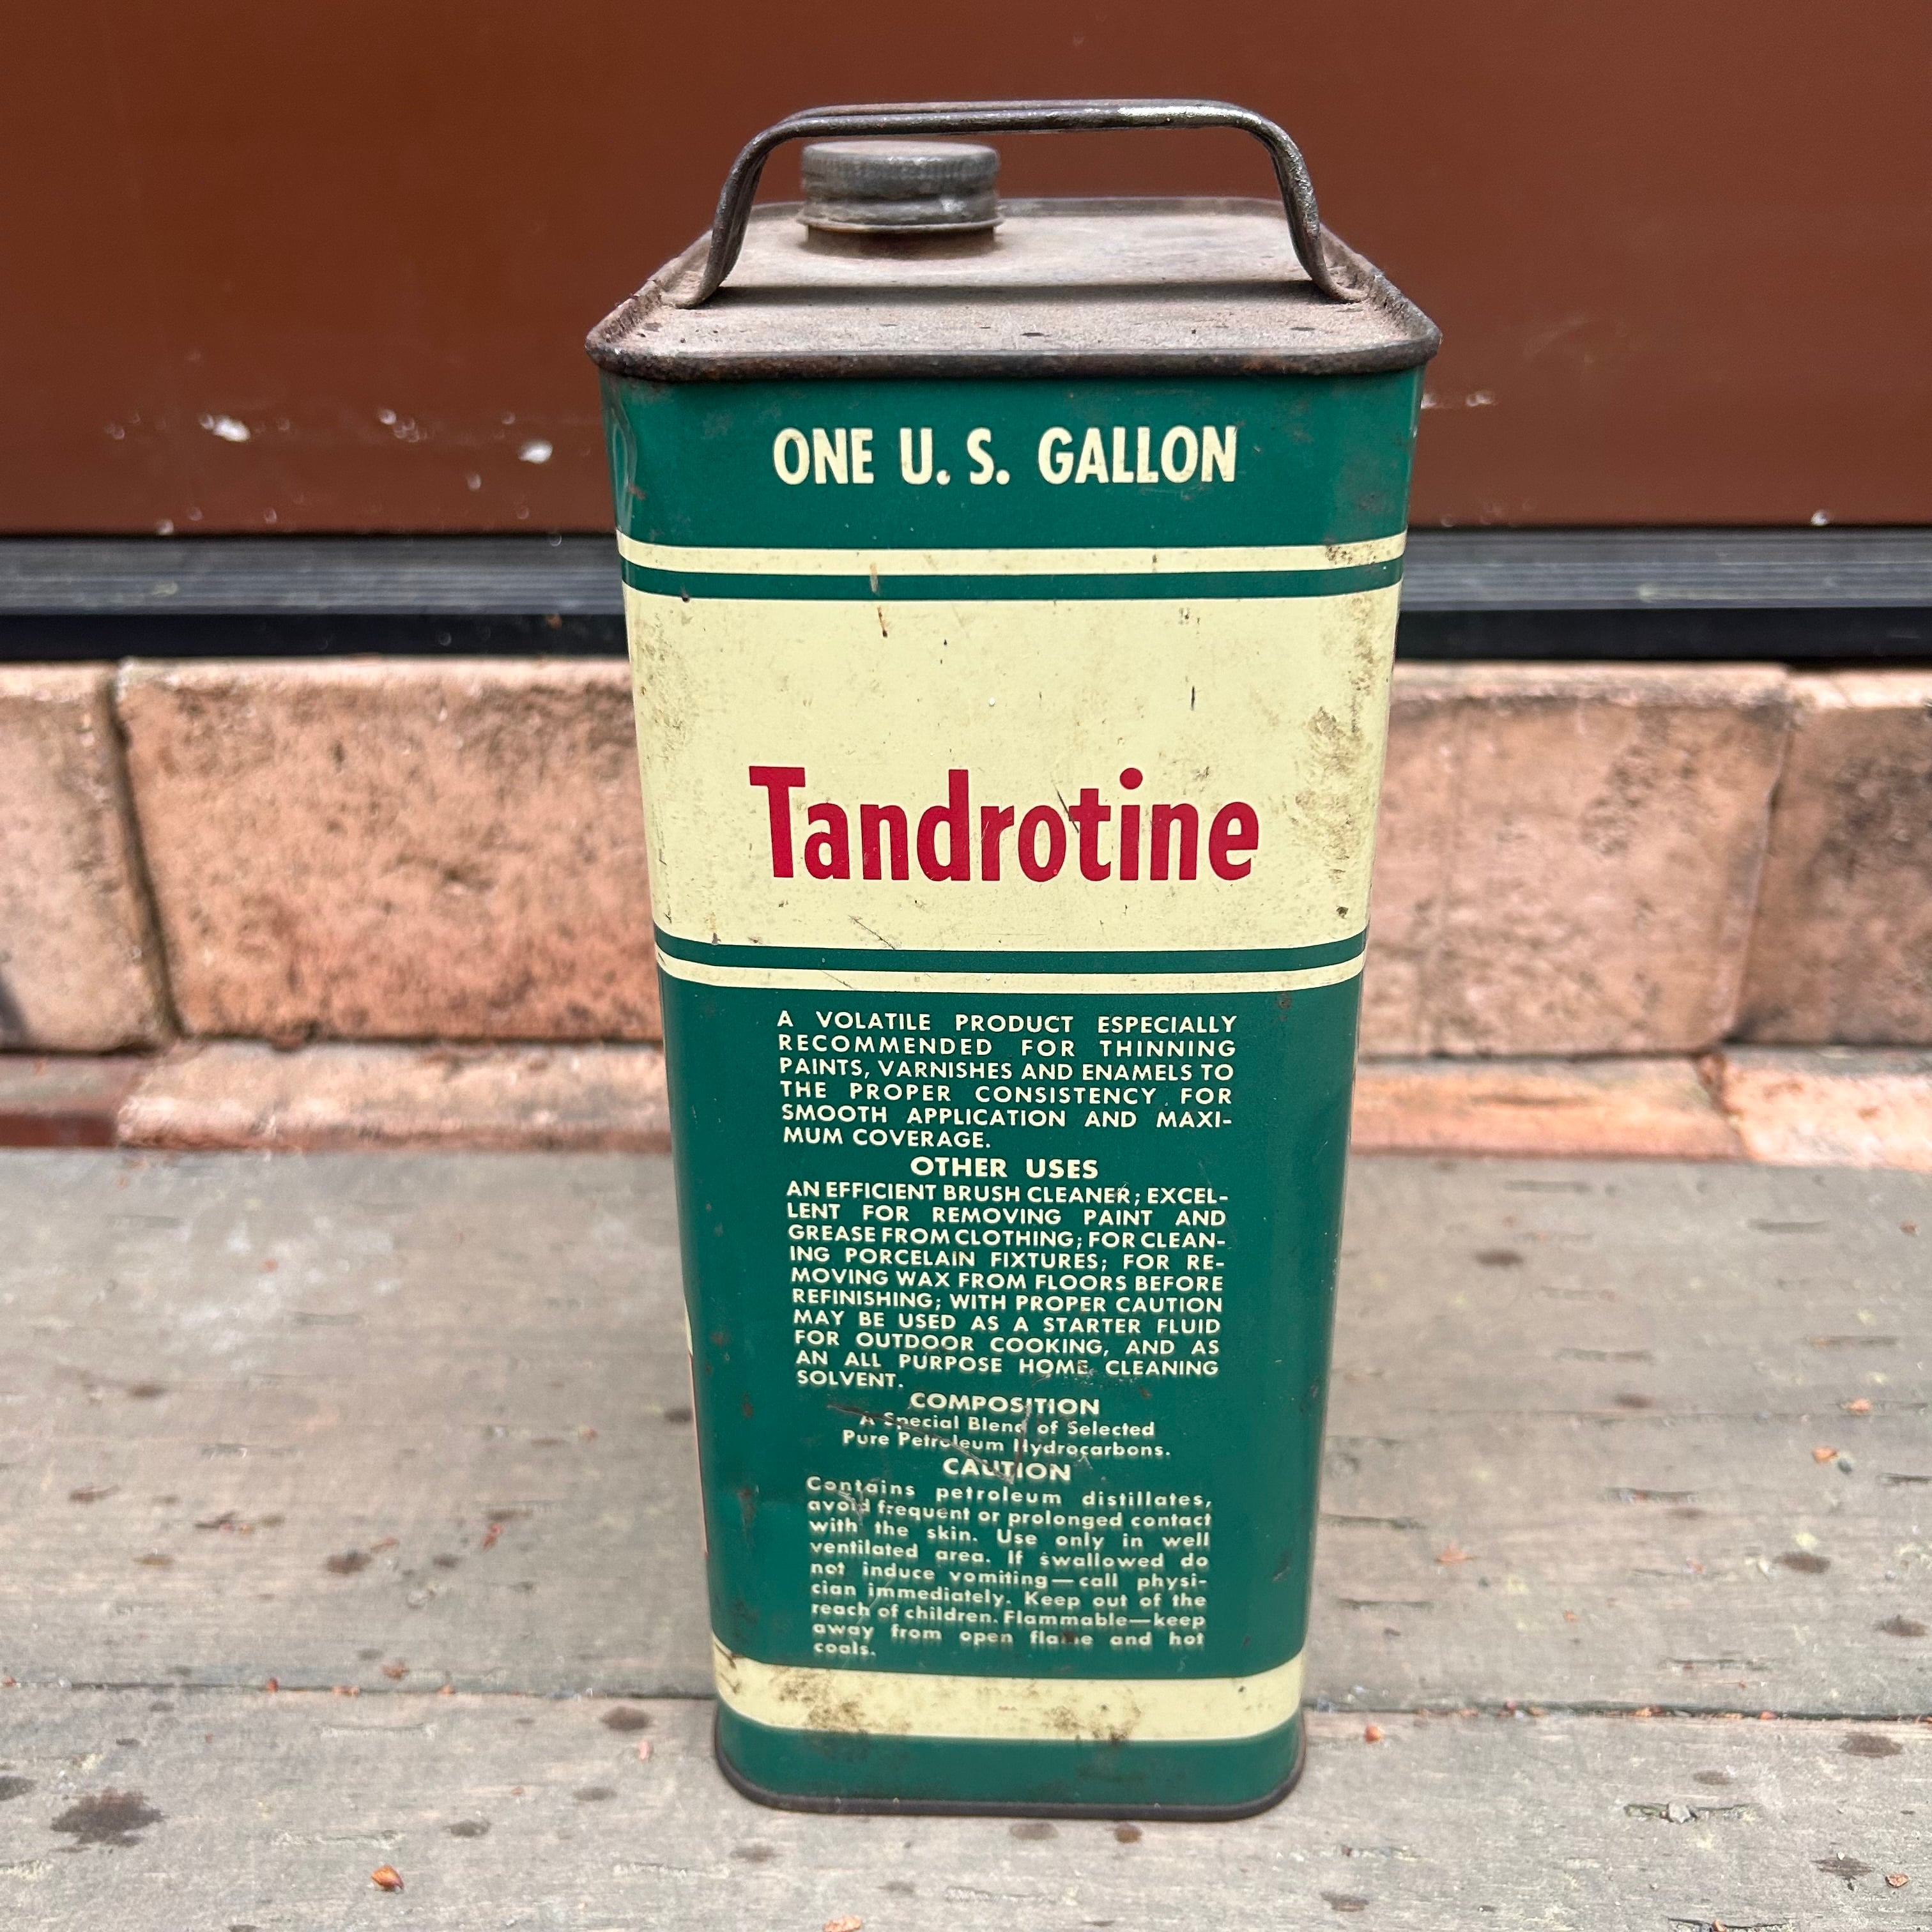 ONE U. S. GALLON
Tandrotine
A VOLATILE PRODUCT ESPECIALLY
RECOMMENDED FOR THINNING
PAINTS, VARNISHES AND ENAMELS TO
THE PROPER CONSISTENCY FOR
SMOOTH APPLICATION AND MAXI-
MUM COVERAGE.
OTHER USES
AN EFFICIENT BRUSH CLEANER; EXCEL-
LENT FOR REMOVING PAINT AND
GREASE FROM CLOTHING; FOR CLEAN-
ING PORCELAIN FIXTURES; FOR RE-
MOVING WAX FROM FLOORS BEFORE
REFINISHING; WITH PROPER CAUTION
MAY BE USED AS A STARTER FLUID
FOR OUTDOOR COOKING, AND AS
AN ALL PURPOSE HOME CLEANING
SOLVENT.
COMPOSITION
A Special Blend of Selected
Pure Petroleum Hydrocarbons.
CAUTION
Contains petroleum distillates,
avoid frequent or prolonged contact
with the skin. Use only in well
ventilated area. If swallowed do
not induce vomiting—call physi-
cian immediately. Keep out of the
reach of children. Flammable—keep
away from open flame and hot
coals.